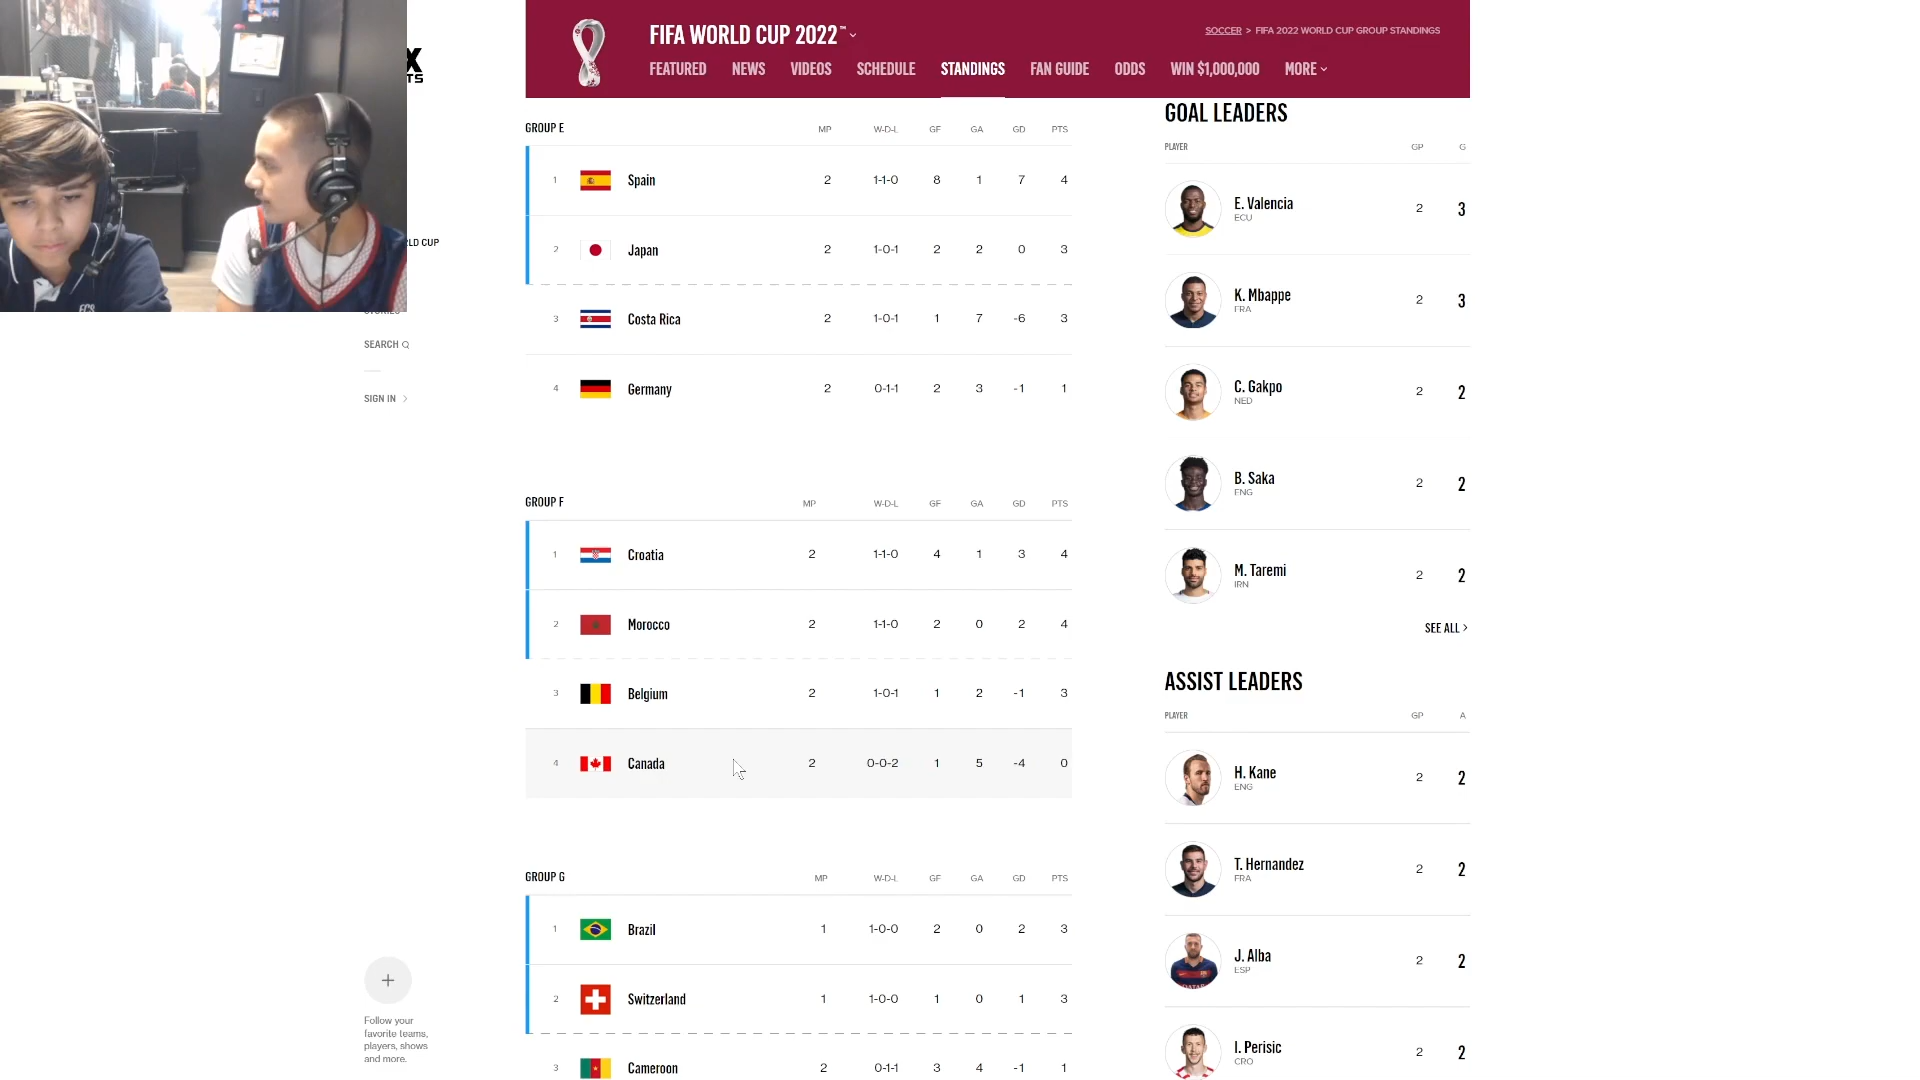 FIFA WORLD CUP 2022™
SOCCER > FIFA 2022 WORLD CUP GROUP STANDINGS
FEATURED NEWS VIDEOS SCHEDULE STANDINGS FAN GUIDE ODDS WIN $1,000,000 MORE
X
TS
RLD CUP
SEARCH
SIGN IN >
+
Follow your
favorite teams,
players, shows
and more.
GROUP E MP W-D-L GF GA GD PTS
1 Spain 2 1-1-0 8 1 7 4
2 Japan 2 1-0-1 2 2 0 3
3 Costa Rica 2 1-0-1 1 7 -6 3
4 Germany 2 0-1-1 2 3 -1 1
GROUP F MP W-D-L GF GA GD PTS
1 Croatia 2 1-1-0 4 1 3 4
2 Morocco 2 1-1-0 2 0 2 4
3 Belgium 2 1-0-1 1 2 -1 3
4 Canada 2 0-0-2 1 5 -4 0
GROUP G MP W-D-L GF GA GD PTS
1 Brazil 1 1-0-0 2 0 2 3
2 Switzerland 1 1-0-0 1 0 1 3
3 Cameroon 2 0-1-1 3 4 -1 1
GOAL LEADERS
PLAYER GP G
E. Valencia 2 3
ECU
K. Mbappe 2 3
FRA
C. Gakpo 2 2
NED
B. Saka 2 2
ENG
M. Taremi 2 2
IRN
SEE ALL >
ASSIST LEADERS
PLAYER GP A
H. Kane 2 2
ENG
T. Hernandez 2 2
FRA
J. Alba 2 2
ESP
I. Perisic 2 2
CRO